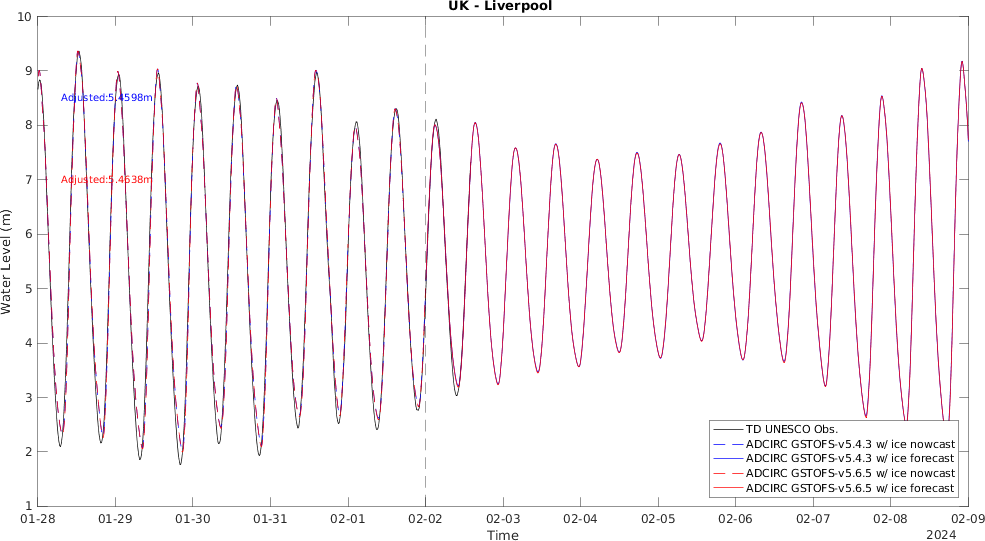 UK - Liverpool
10
9
8
7
6
5
4
3
2
1
Water Level (m)
Adjusted:5.4598m
Adjusted:5.4638m
TD UNESCO Obs.
ADCIRC GSTOFS-v5.4.3 w/ ice nowcast
ADCIRC GSTOFS-v5.4.3 w/ ice forecast
ADCIRC GSTOFS-v5.6.5 w/ ice nowcast
ADCIRC GSTOFS-v5.6.5 w/ ice forecast
01-28 01-29 01-30 01-31 02-01 02-02 02-03 02-04 02-05 02-06 02-07 02-08 02-09
Time
2024